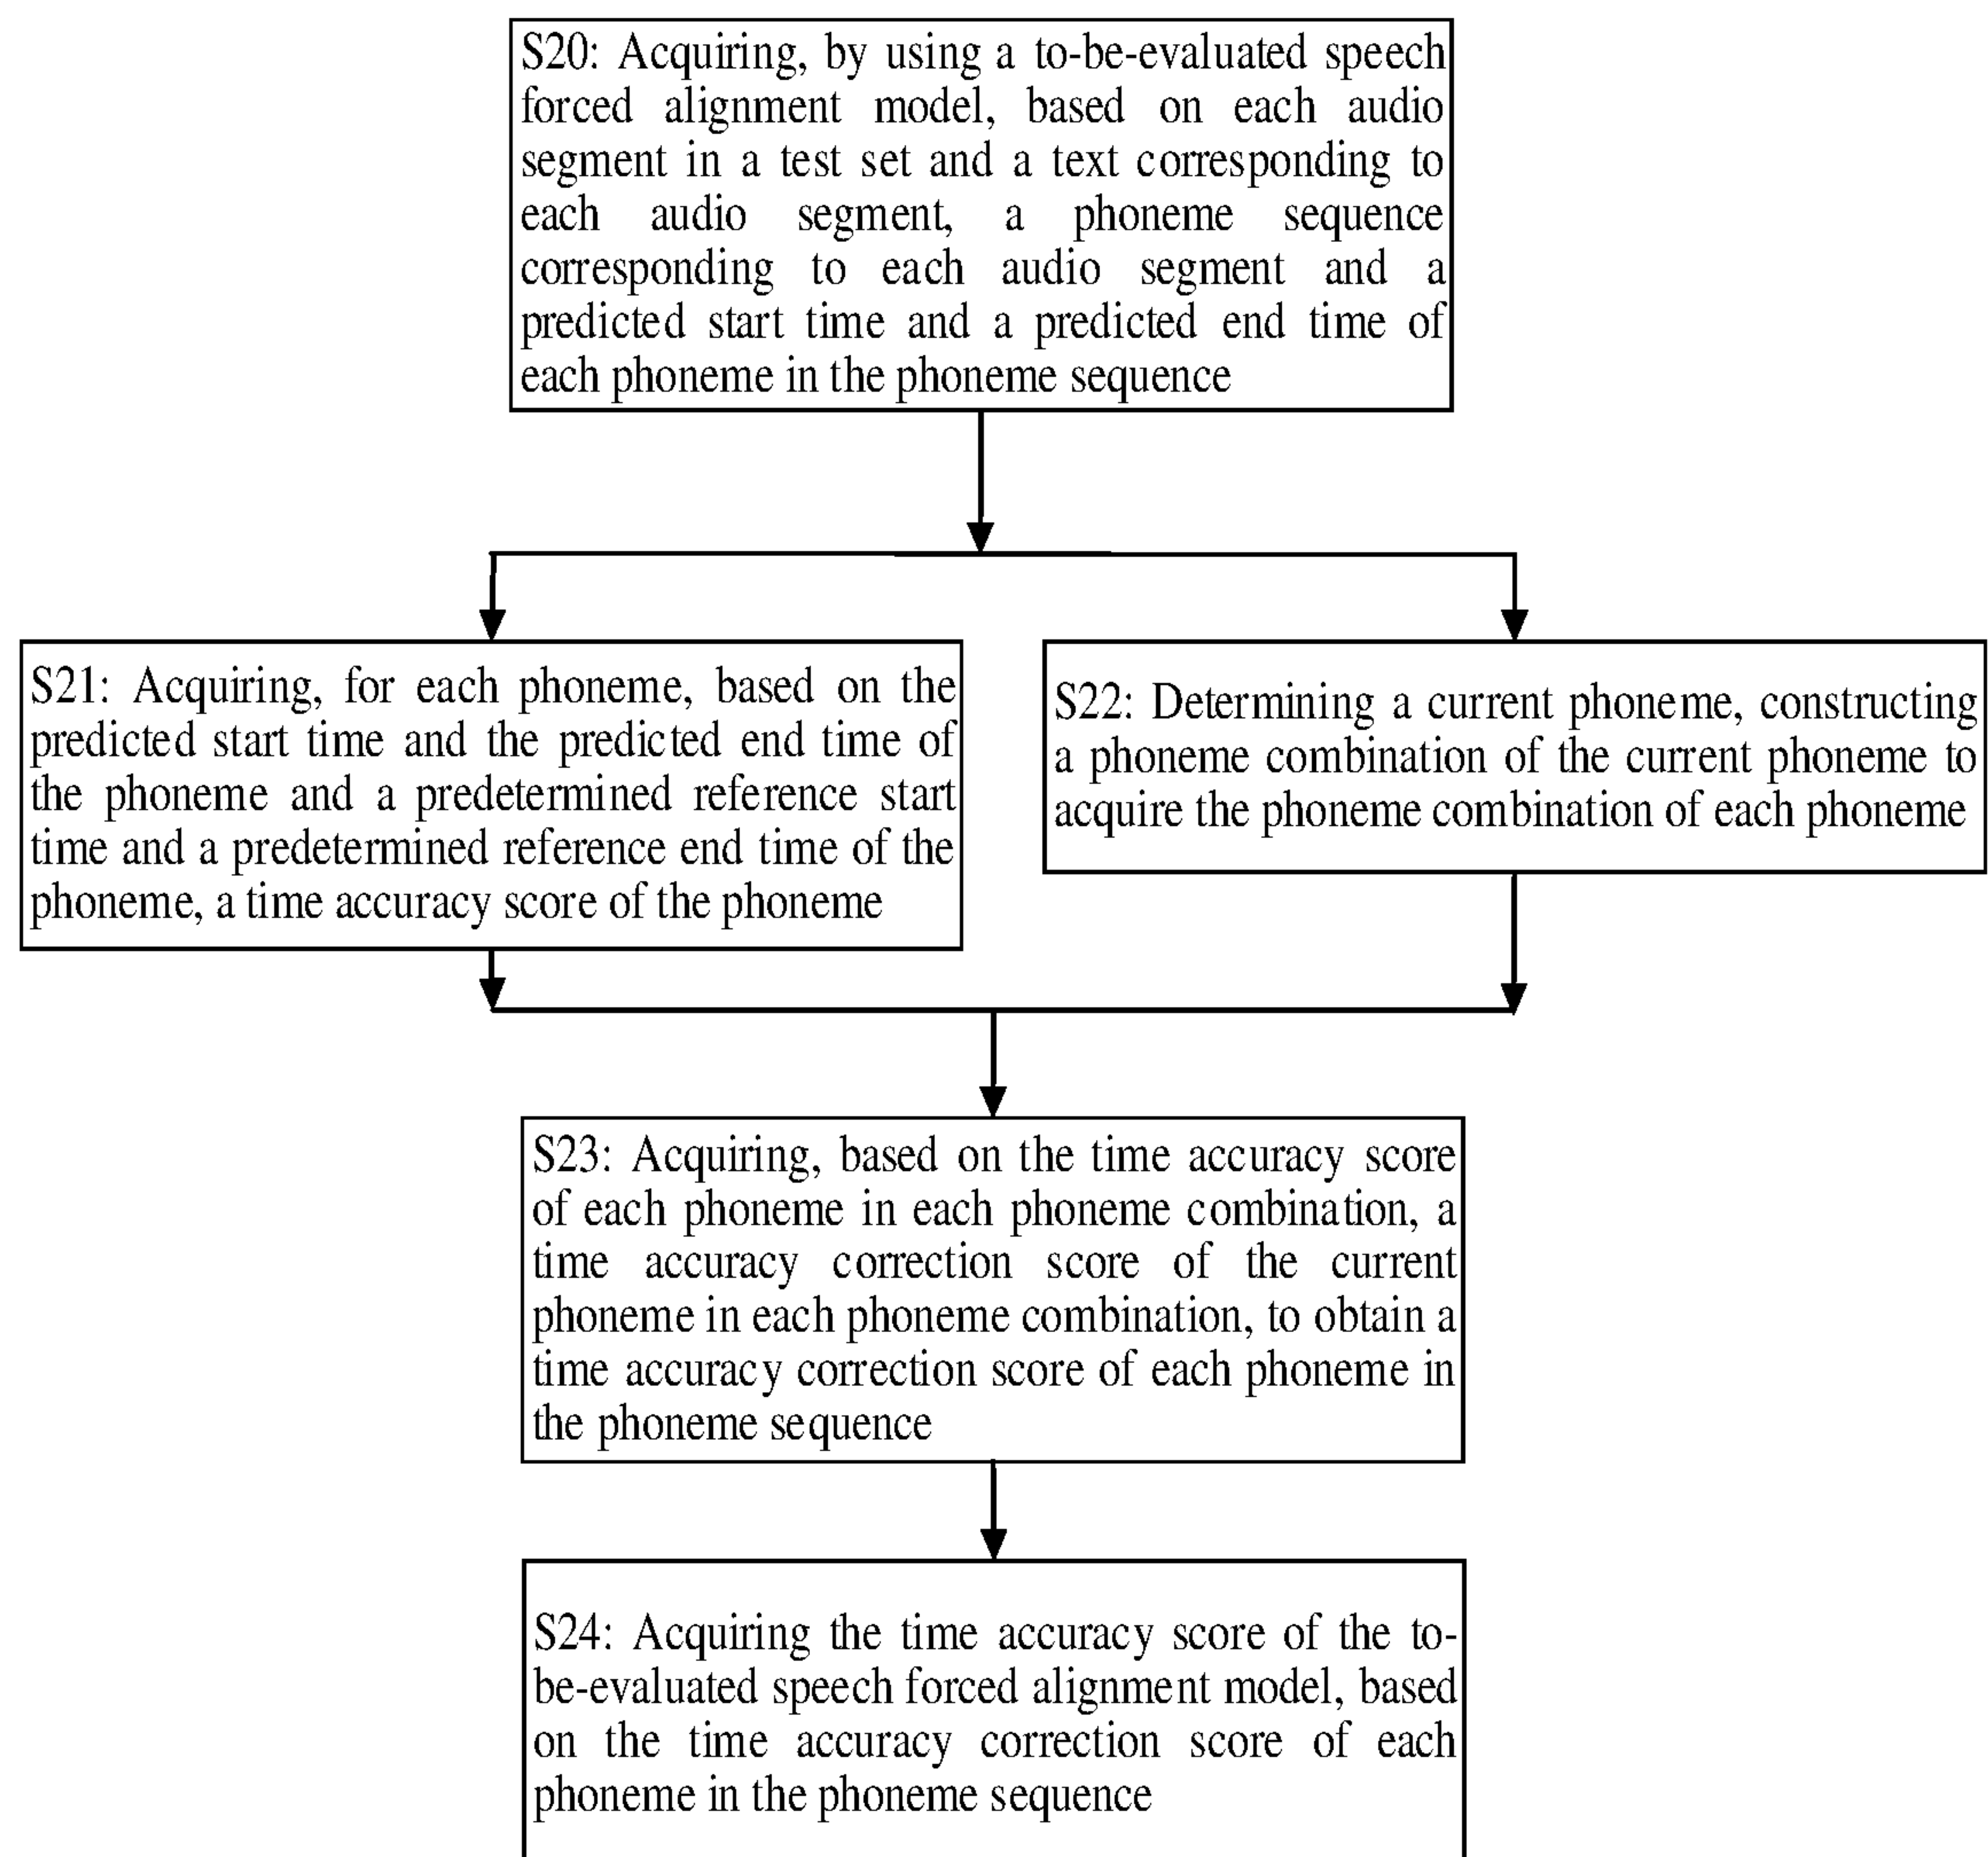 S20: Acquiring, by using a to-be-evaluated speech
forced alignment model, based on each audio
segment in a test set and a text corresponding to
each audio segment, a phoneme sequence
corresponding to each audio segment and a
predicted start time and a predicted end time of
each phoneme in the phoneme sequence
S21: Acquiring, for each phoneme, based on the
predicted start time and the predicted end time of
the phoneme and a predetermined reference start
time and a predetermined reference end time of the
phoneme, a time accuracy score of the phoneme
S22: Determining a current phoneme, constructing
a phoneme combination of the current phoneme to
acquire the phoneme combination of each phoneme
S23: Acquiring, based on the time accuracy score
of each phoneme in each phoneme combination, a
time accuracy correction score of the current
phoneme in each phoneme combination, to obtain a
time accuracy correction score of each phoneme in
the phoneme sequence
S24: Acquiring the time accuracy score of the to-
be-evaluated speech forced alignment model, based
on the time accuracy correction score of each
phoneme in the phoneme sequence